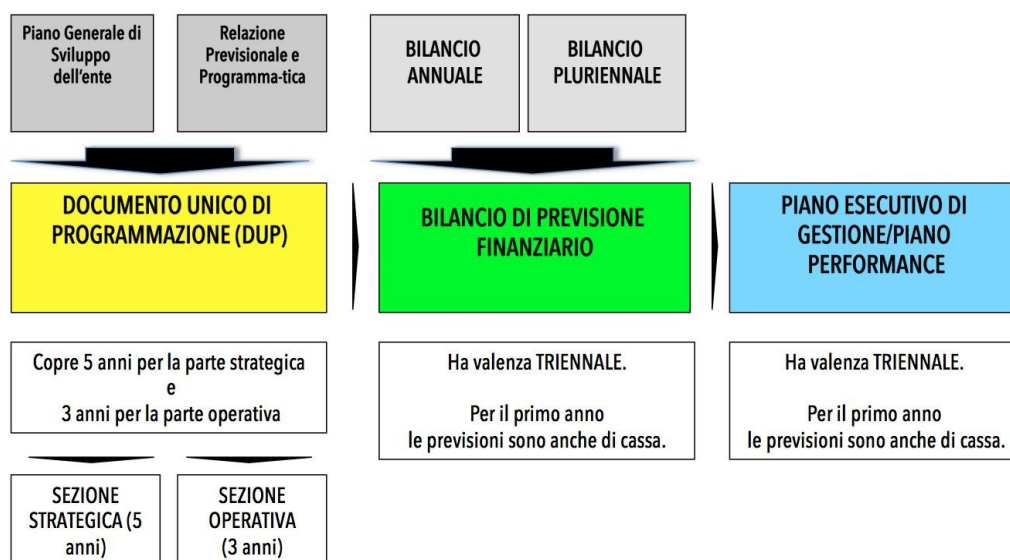 Piano Generale di
Sviluppo
dell'ente
Relazione
Previsionale e
Programma-tica
BILANCIO
ANNUALE
BILANCIO
PLURIENNALE
DOCUMENTO UNICO DI
PROGRAMMAZIONE (DUP)
BILANCIO DI PREVISIONE
FINANZIARIO
PIANO ESECUTIVO DI
GESTIONE/PIANO
PERFORMANCE
Copre 5 anni per la parte strategica
e
3 anni per la parte operativa
Ha valenza TRIENNALE.
Per il primo anno
le previsioni sono anche di cassa.
Ha valenza TRIENNALE.
Per il primo anno
le previsioni sono anche di cassa.
SEZIONE
STRATEGICA (5
anni)
SEZIONE
OPERATIVA
(3 anni)